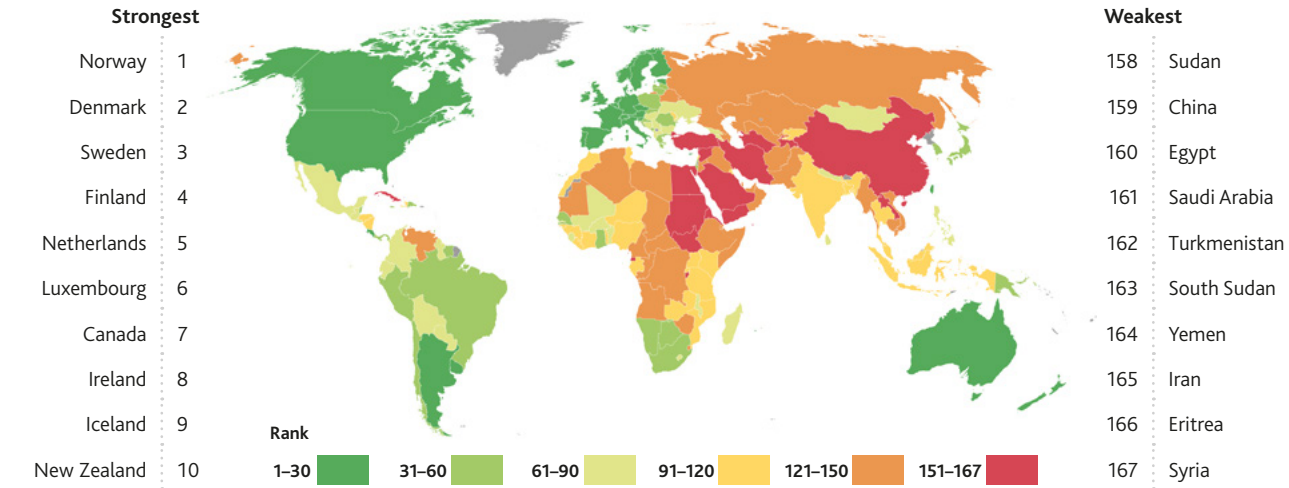 Strongest
Norway 1
Denmark 2
Sweden 3
Finland 4
Netherlands 5
Luxembourg 6
Canada 7
Ireland 8
Iceland 9
New Zealand 10
Rank
1–30
31–60
61–90
91–120
121–150
151–167
Weakest
158 Sudan
159 China
160 Egypt
161 Saudi Arabia
162 Turkmenistan
163 South Sudan
164 Yemen
165 Iran
166 Eritrea
167 Syria